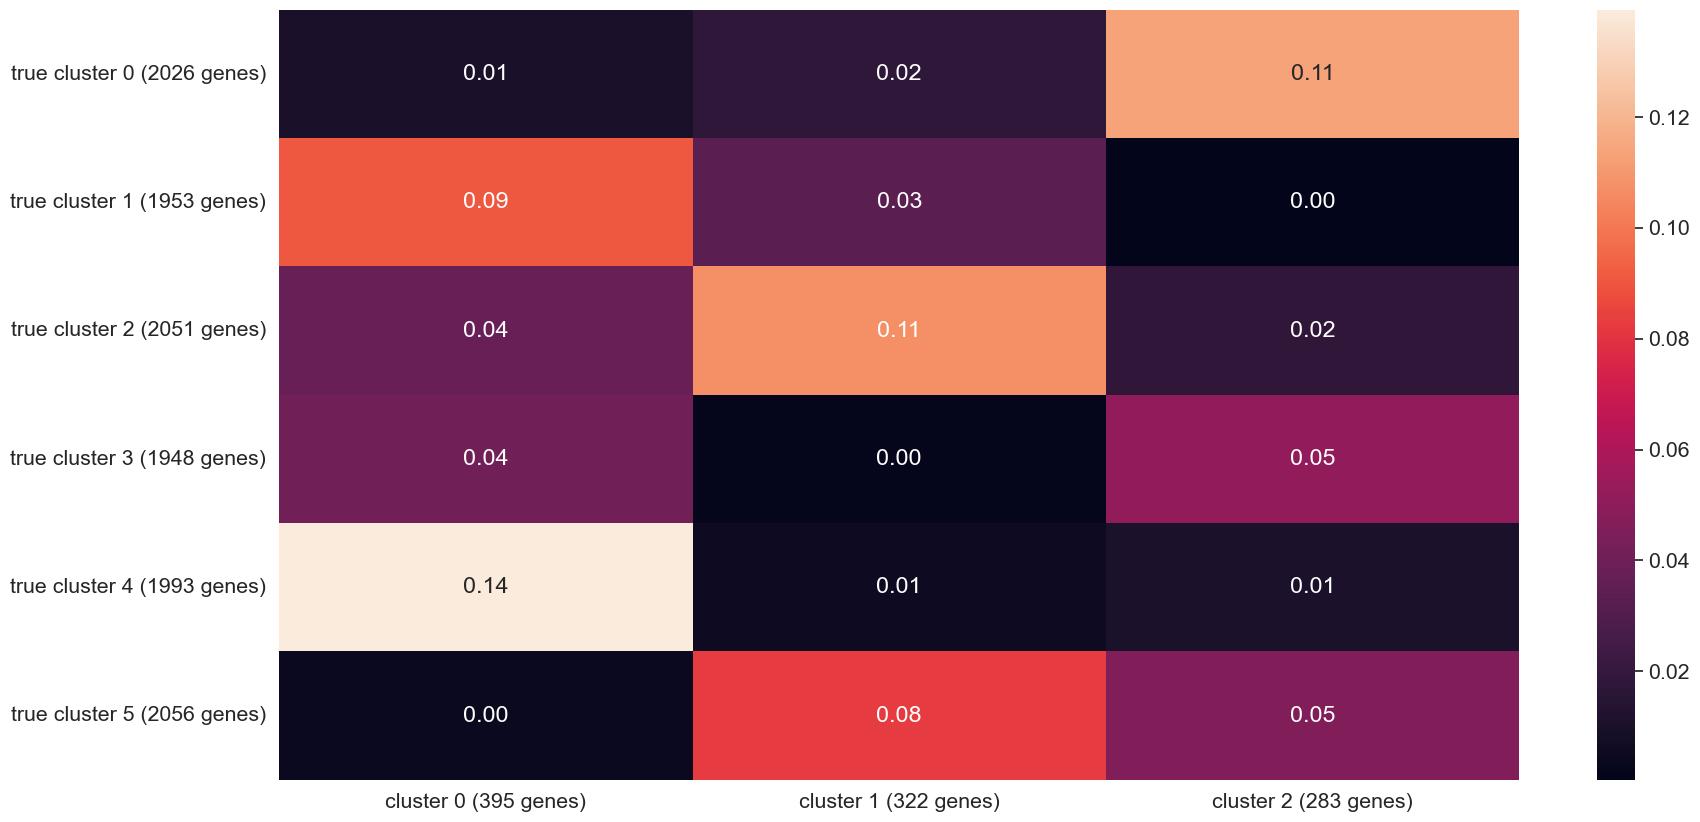 true cluster 0 (2026 genes) 0.01 0.02 0.11
0.12
true cluster 1 (1953 genes) 0.09 0.03 0.00
0.10
true cluster 2 (2051 genes) 0.04 0.11 0.02
0.08
true cluster 3 (1948 genes) 0.04 0.00 0.05
0.06
0.04
true cluster 4 (1993 genes) 0.14 0.01 0.01
0.02
true cluster 5 (2056 genes) 0.00 0.08 0.05
cluster 0 (395 genes) cluster 1 (322 genes) cluster 2 (283 genes)